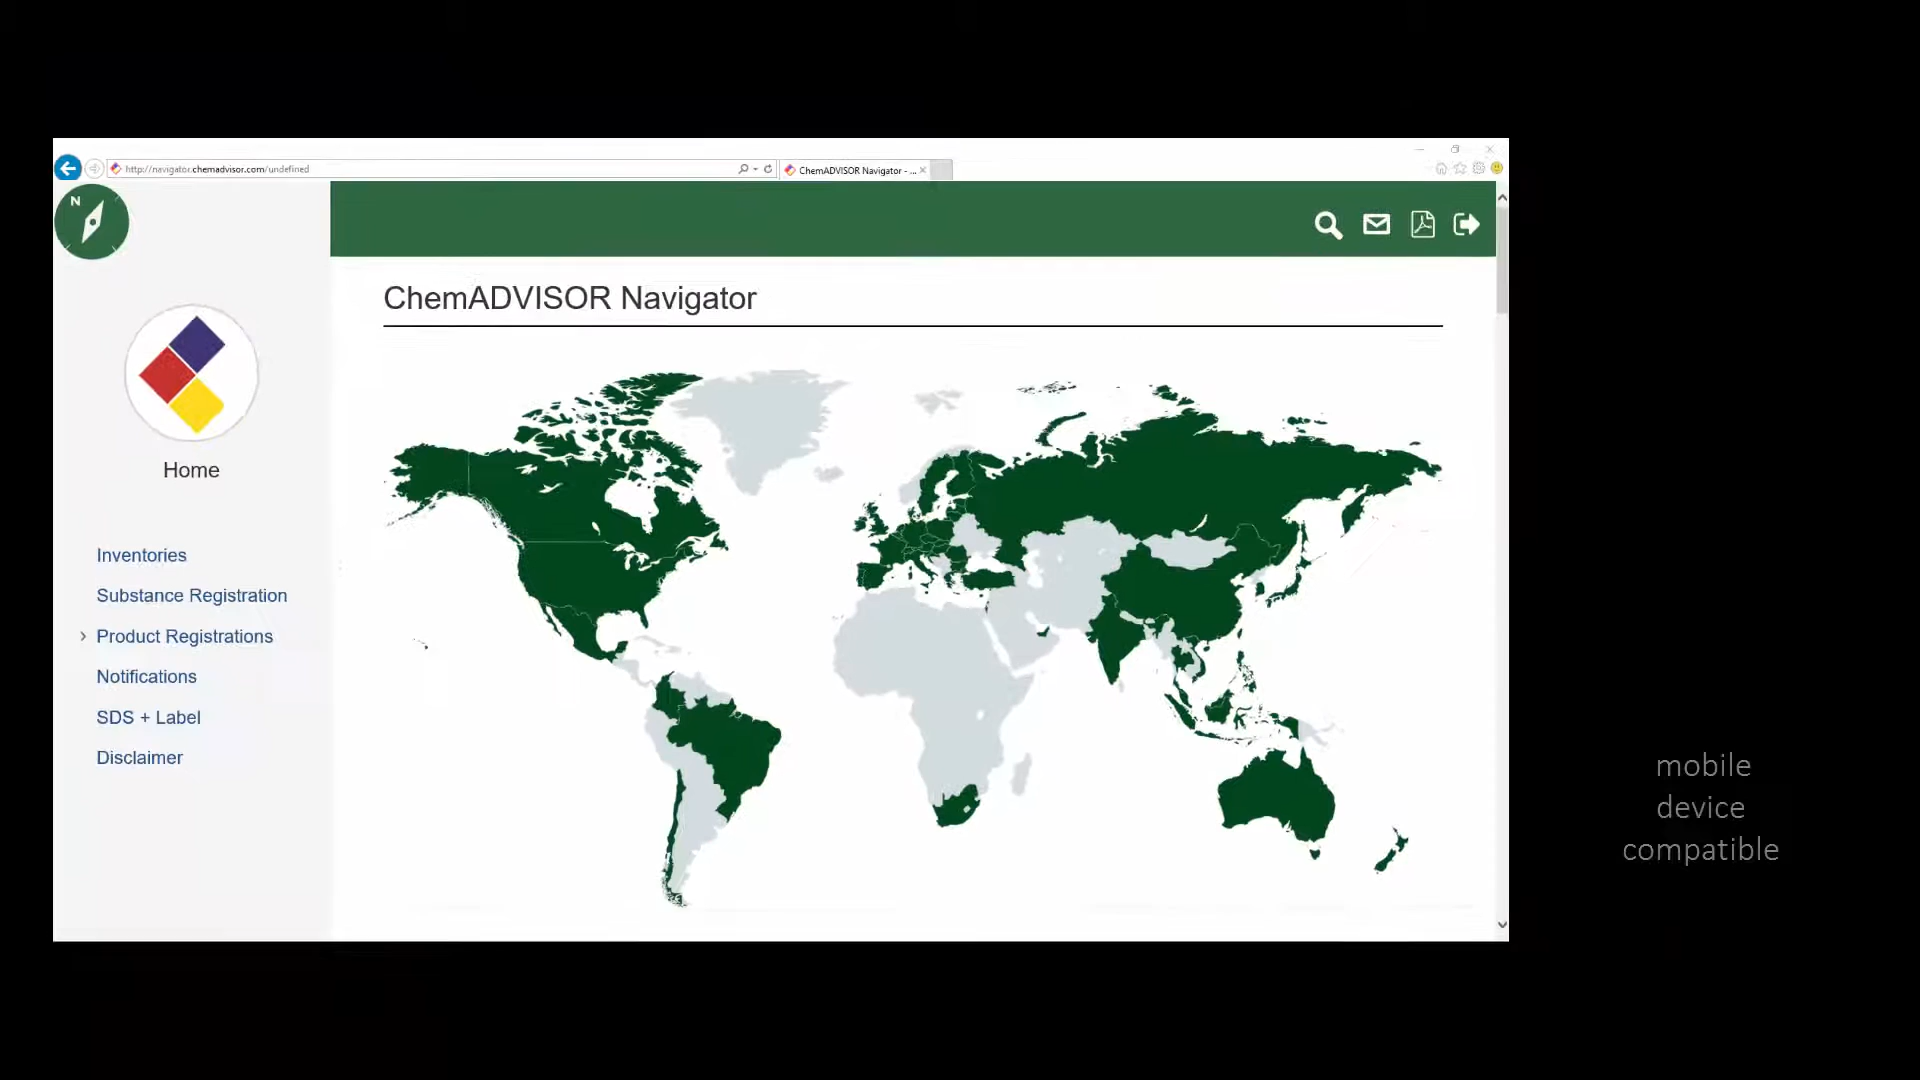 http://navigator.chemadvisor.com/undefined
ChemADVISOR Navigator - ...
N
ChemADVISOR Navigator
Home
Inventories
Substance Registration
Product Registrations
Notifications
SDS + Label
Disclaimer
mobile
device
compatible